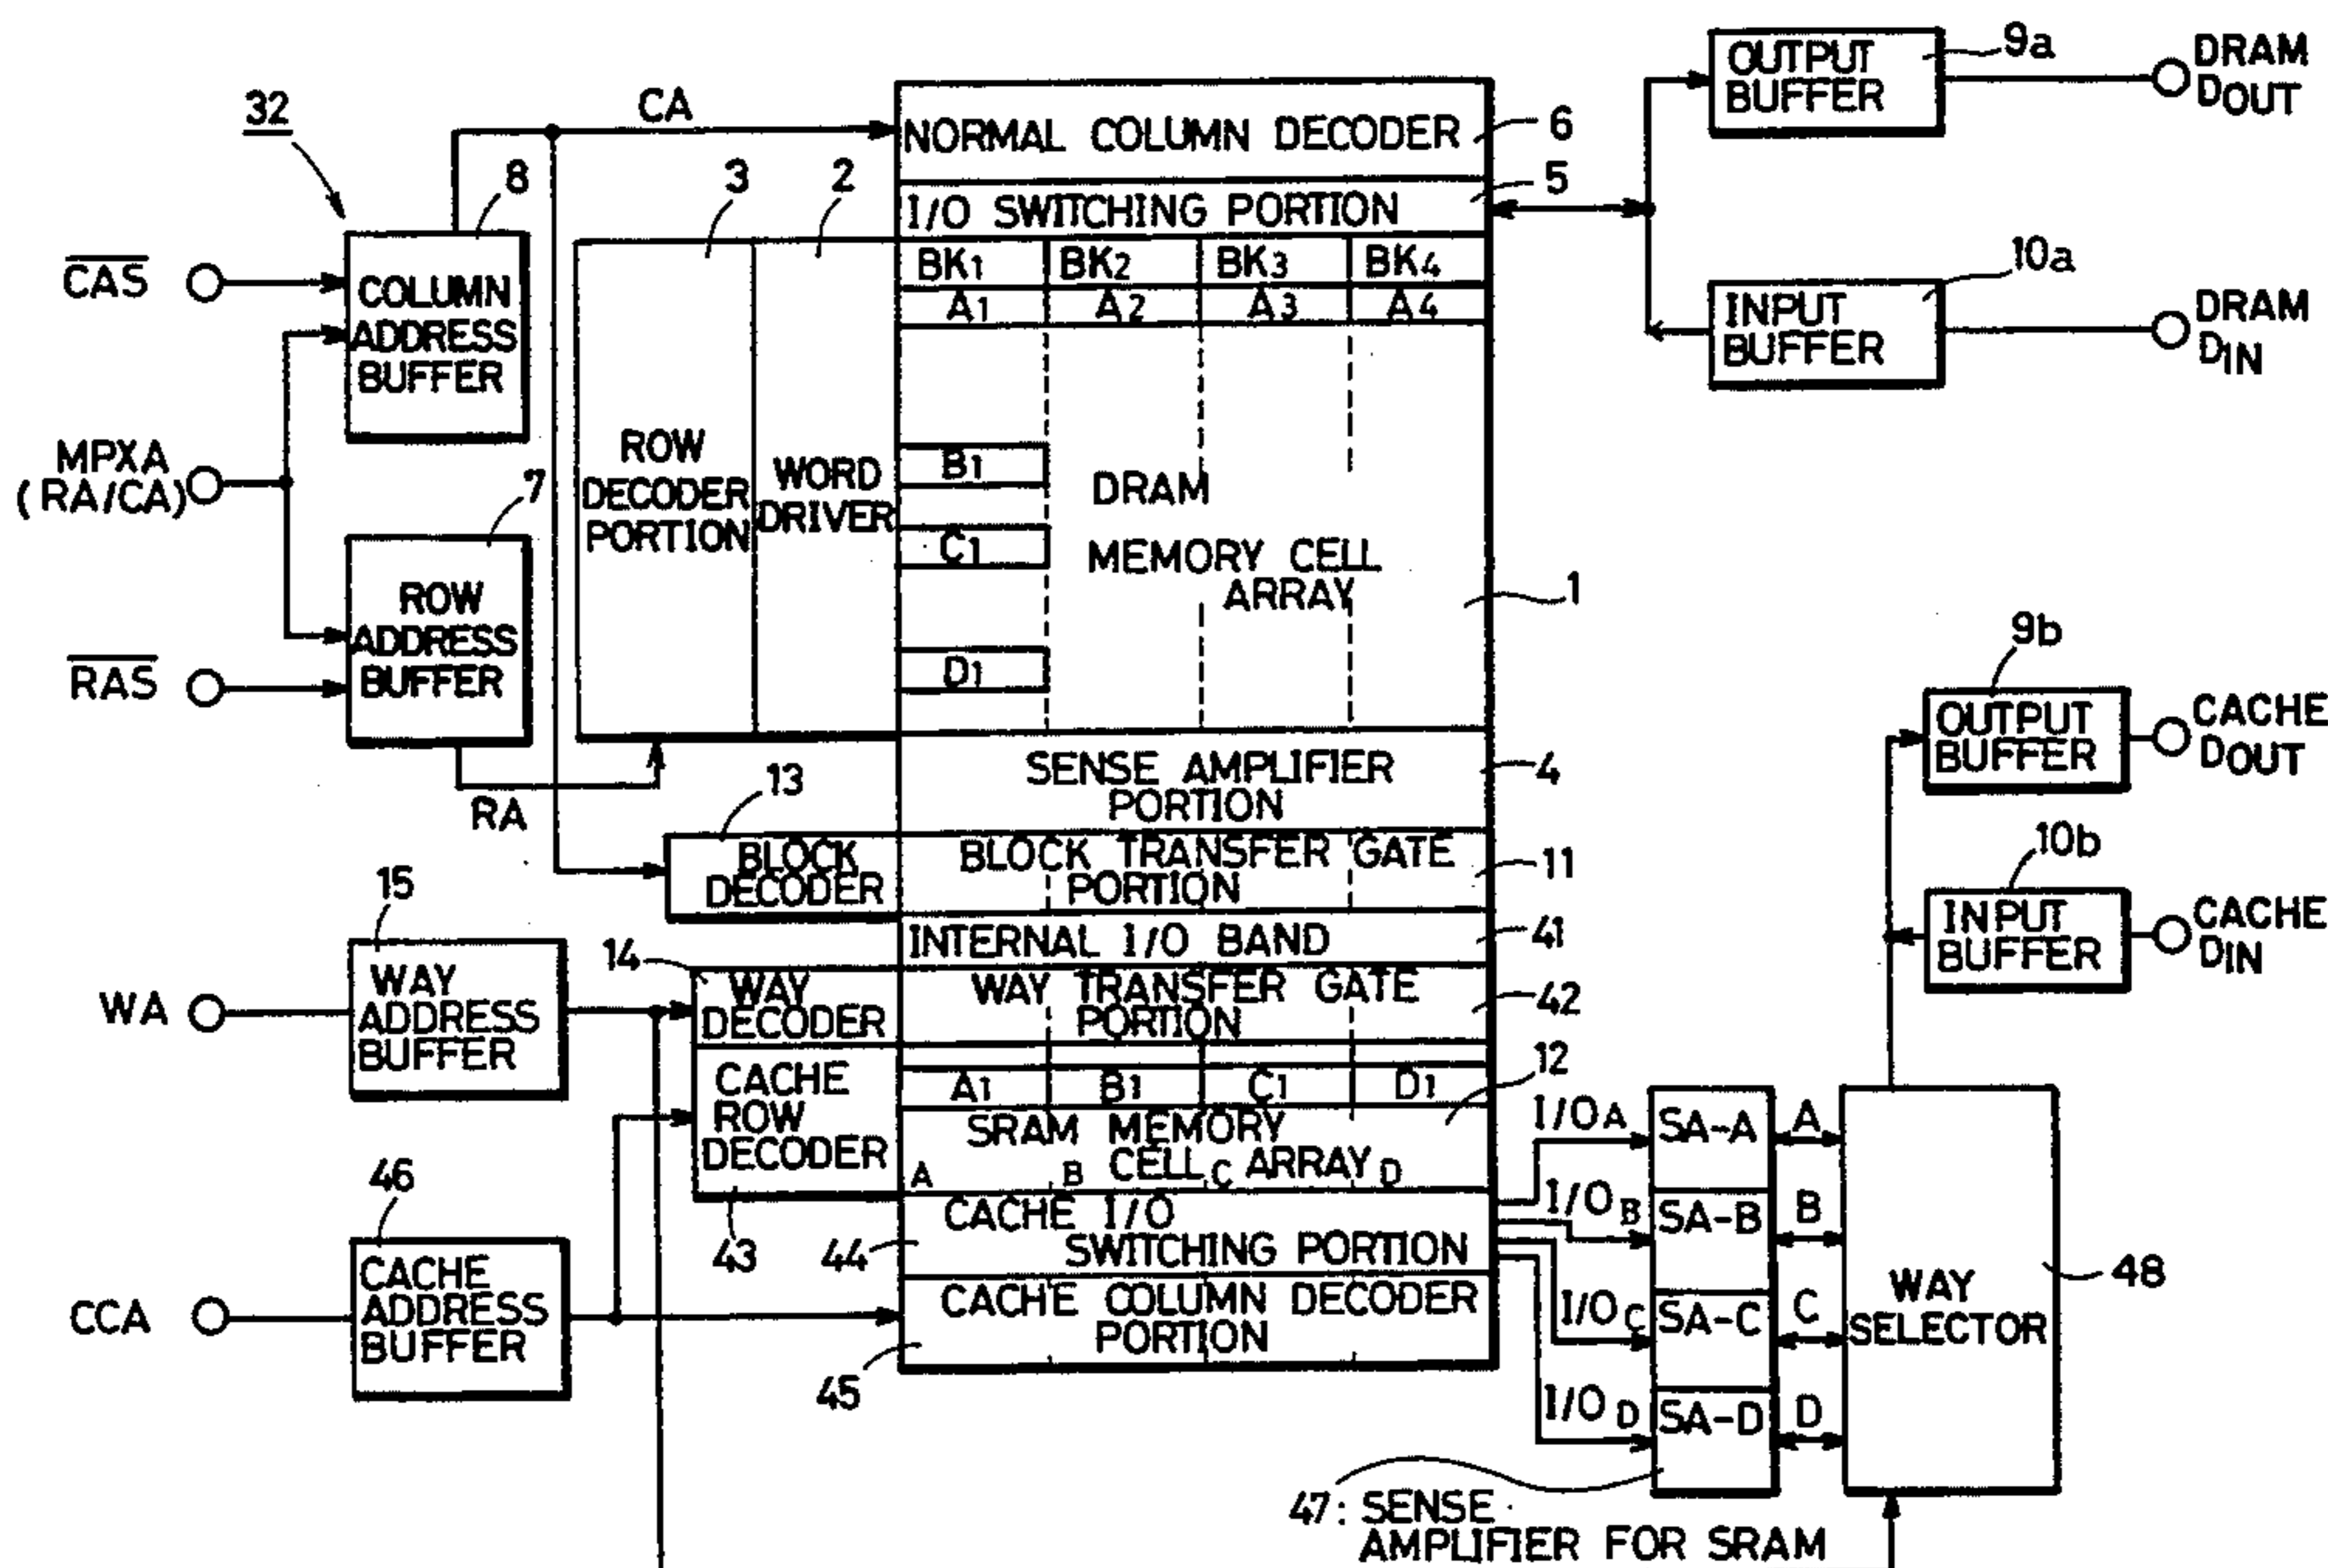 32
CA
8
3
2
NORMAL COLUMN DECODER
6
I/O SWITCHING PORTION
5
OUTPUT
BUFFER
9a
DRAM
DOUT
CAS
COLUMN
ADDRESS
BUFFER
BK1
BK2
BK3
BK4
A1
A2
A3
A4
10a
INPUT
BUFFER
DRAM
DIN
MPXA
(RA/CA)
7
ROW
DECODER
PORTION
WORD
DRIVER
B1
C1
D1
DRAM
MEMORY CELL
ARRAY
1
ROW
ADDRESS
BUFFER
RAS
RA
13
SENSE AMPLIFIER
PORTION
4
9b
OUTPUT
BUFFER
CACHE
DOUT
BLOCK
DECODER
BLOCK TRANSFER GATE
PORTION
11
10b
INPUT
BUFFER
CACHE
DIN
15
WA
WAY
ADDRESS
BUFFER
14
INTERNAL I/O BAND
41
WAY
DECODER
WAY TRANSFER GATE
PORTION
42
CACHE
ROW
DECODER
43
A1
B1
C1
D1
12
SRAM MEMORY
CELL ARRAY
A
B
C
D
46
CCA
CACHE
ADDRESS
BUFFER
44
CACHE I/O
SWITCHING PORTION
CACHE COLUMN DECODER
PORTION
45
I/OA
I/OB
I/OC
I/OD
SA-A
SA-B
SA-C
SA-D
A
B
C
D
WAY
SELECTOR
48
47: SENSE
AMPLIFIER FOR SRAM